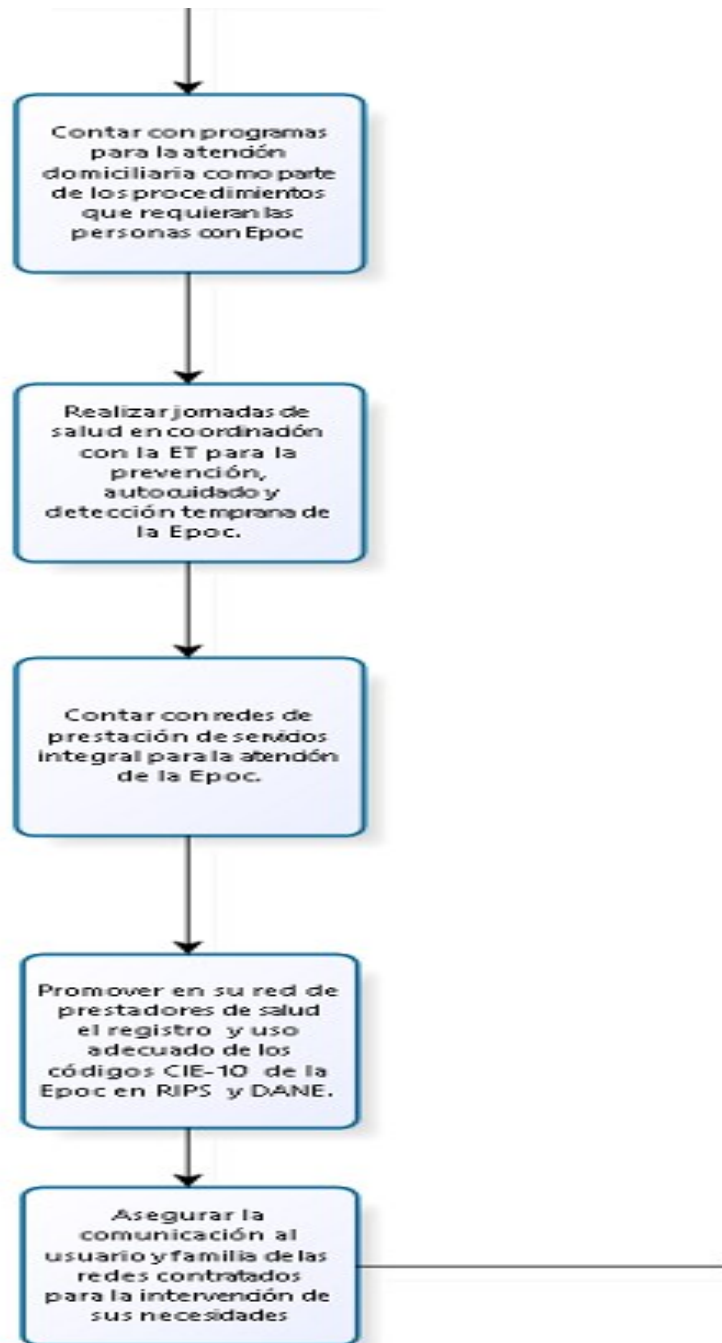 Contar con programas
para la atención
domiciliaria como parte
de los procedimientos
que requieran las
personas con Epoc
Realizar jornadas de
salud en coordinación
con la ET para la
prevención,
autocuidado y
detección temprana de
la Epoc.
Contar con redes de
prestación de servicios
integral para la atención
de la Epoc.
Promover en su red de
prestadores de salud
el registro y uso
adecuado de los
códigos CIE-10 de la
Epoc en RIPS y DANE.
Asegurar la
comunicación al
usuario y familia de las
redes contratados
para la intervención de
sus necesidades